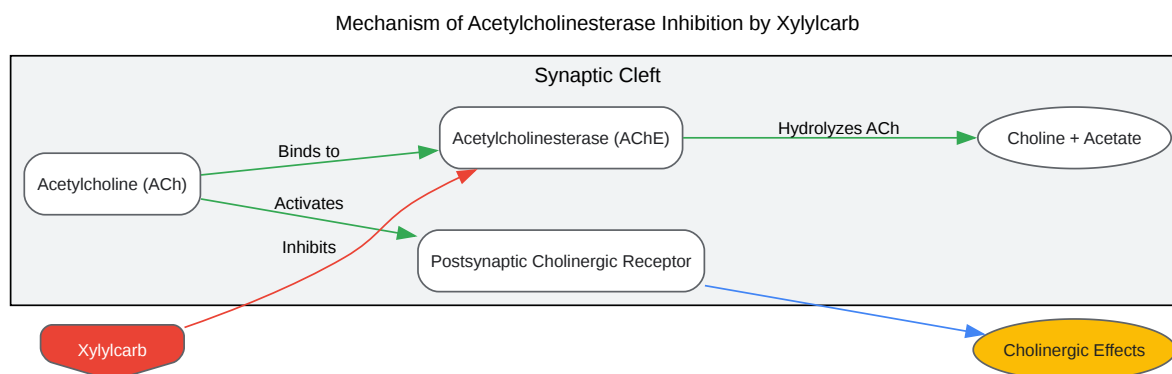 Mechanism of Acetylcholinesterase Inhibition by Xylylcarb
Synaptic Cleft
Acetylcholine (ACh)
Binds to
Acetylcholinesterase (AChE)
Hydrolyzes ACh
Choline + Acetate
Activates
Inhibits
Postsynaptic Cholinergic Receptor
Xylylcarb
Cholinergic Effects